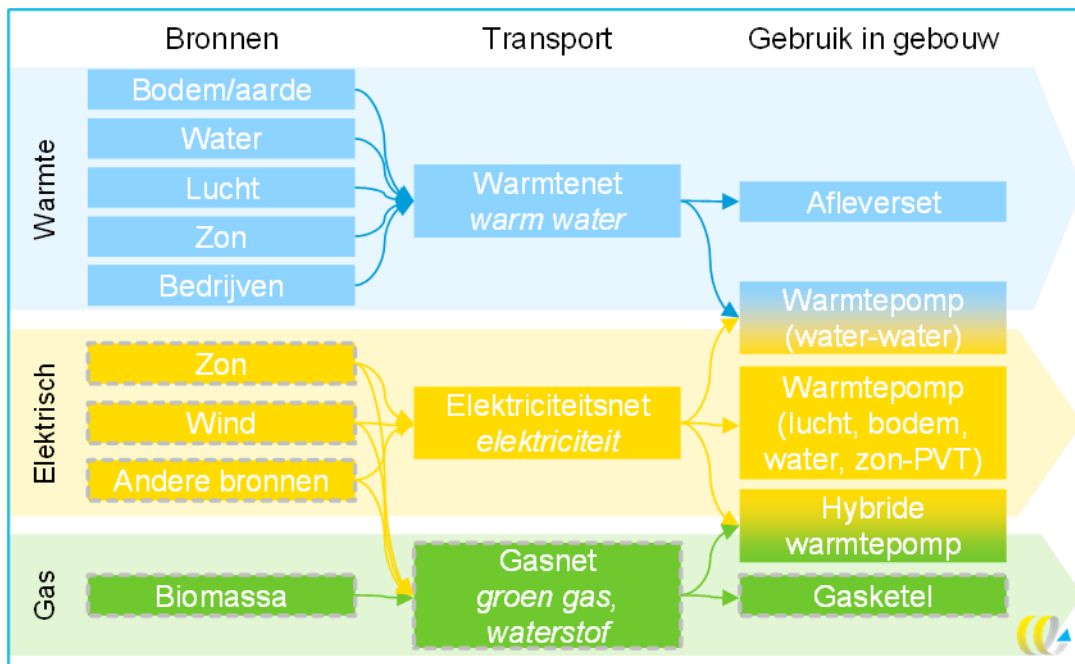 Bronnen
Transport
Gebruik in gebouw
Warmte
Bodem/aarde
Water
Lucht
Zon
Bedrijven
Warmtenet
warm water
Afleverset
Warmtepomp
(water-water)
Elektrisch
Zon
Wind
Andere bronnen
Elektriciteitsnet
elektriciteit
Warmtepomp
(lucht, bodem,
water, zon-PVT)
Hybride
warmtepomp
Gas
Biomassa
Gasnet
groen gas,
waterstof
Gasketel